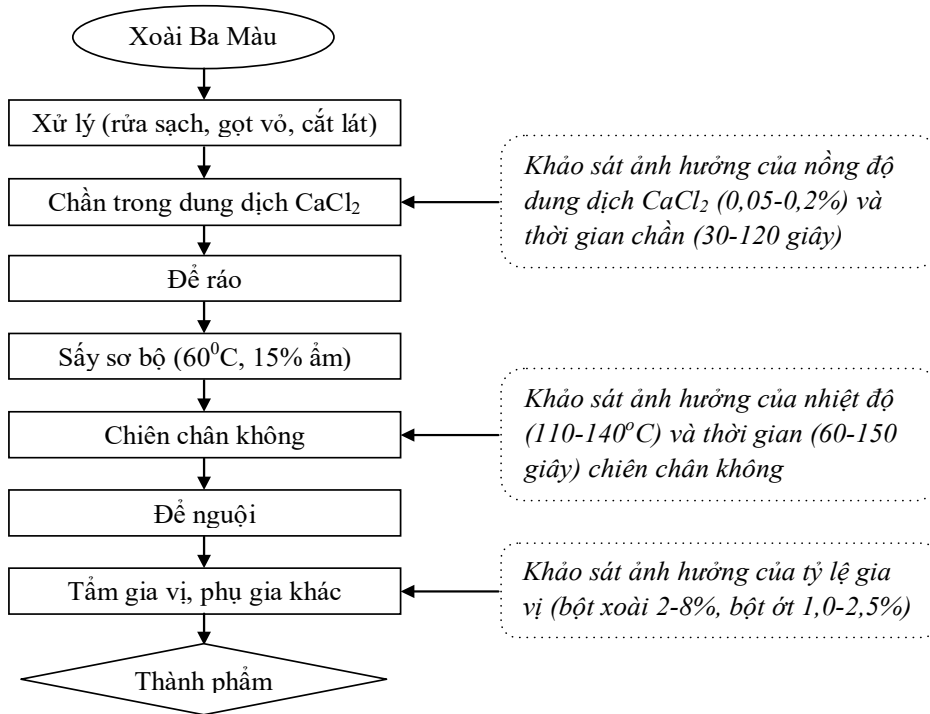 Xoài Ba Màu
Xử lý (rửa sạch, gọt vỏ, cắt lát)
Chần trong dung dịch CaCl₂
Để ráo
Sấy sơ bộ (60⁰C, 15% ẩm)
Chiên chân không
Để nguội
Tẩm gia vị, phụ gia khác
Thành phẩm
Khảo sát ảnh hưởng của nồng độ
dung dịch CaCl₂ (0,05-0,2%) và
thời gian chần (30-120 giây)
Khảo sát ảnh hưởng của nhiệt độ
(110-140ᵒC) và thời gian (60-150
giây) chiên chân không
Khảo sát ảnh hưởng của tỷ lệ gia
vị (bột xoài 2-8%, bột ớt 1,0-2,5%)